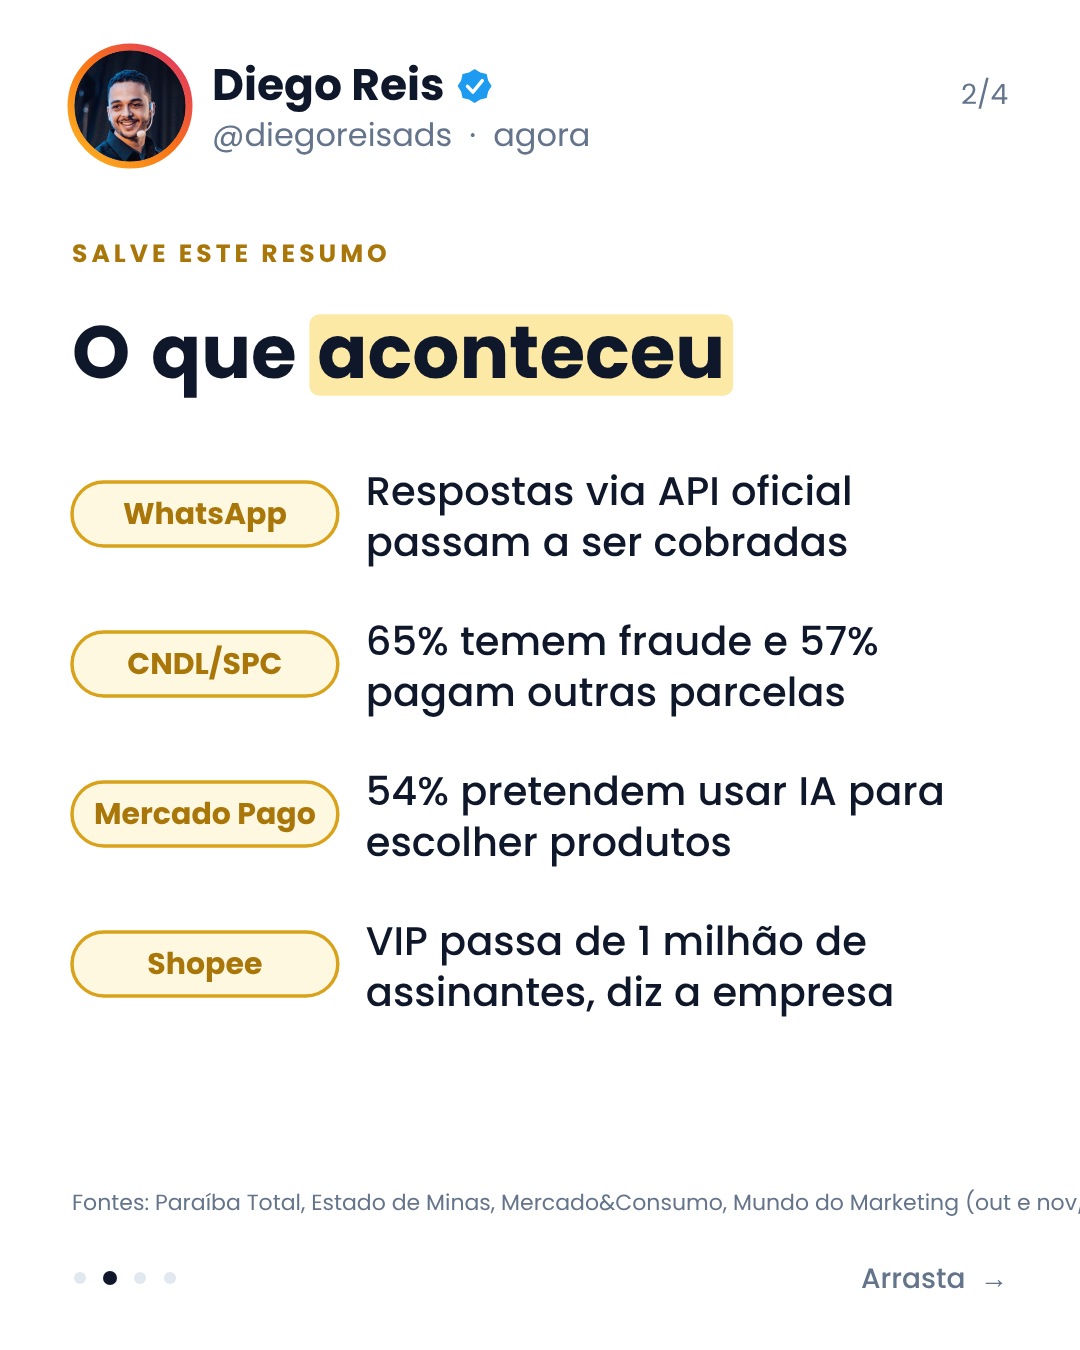 Diego Reis
@diegoreisads · agora
2/4
SALVE ESTE RESUMO
O que aconteceu
WhatsApp
Respostas via API oficial
passam a ser cobradas
CNDL/SPC
65% temem fraude e 57%
pagam outras parcelas
Mercado Pago
54% pretendem usar IA para
escolher produtos
Shopee
VIP passa de 1 milhão de
assinantes, diz a empresa
Fontes: Paraíba Total, Estado de Minas, Mercado&Consumo, Mundo do Marketing (out e nov/
Arrasta →